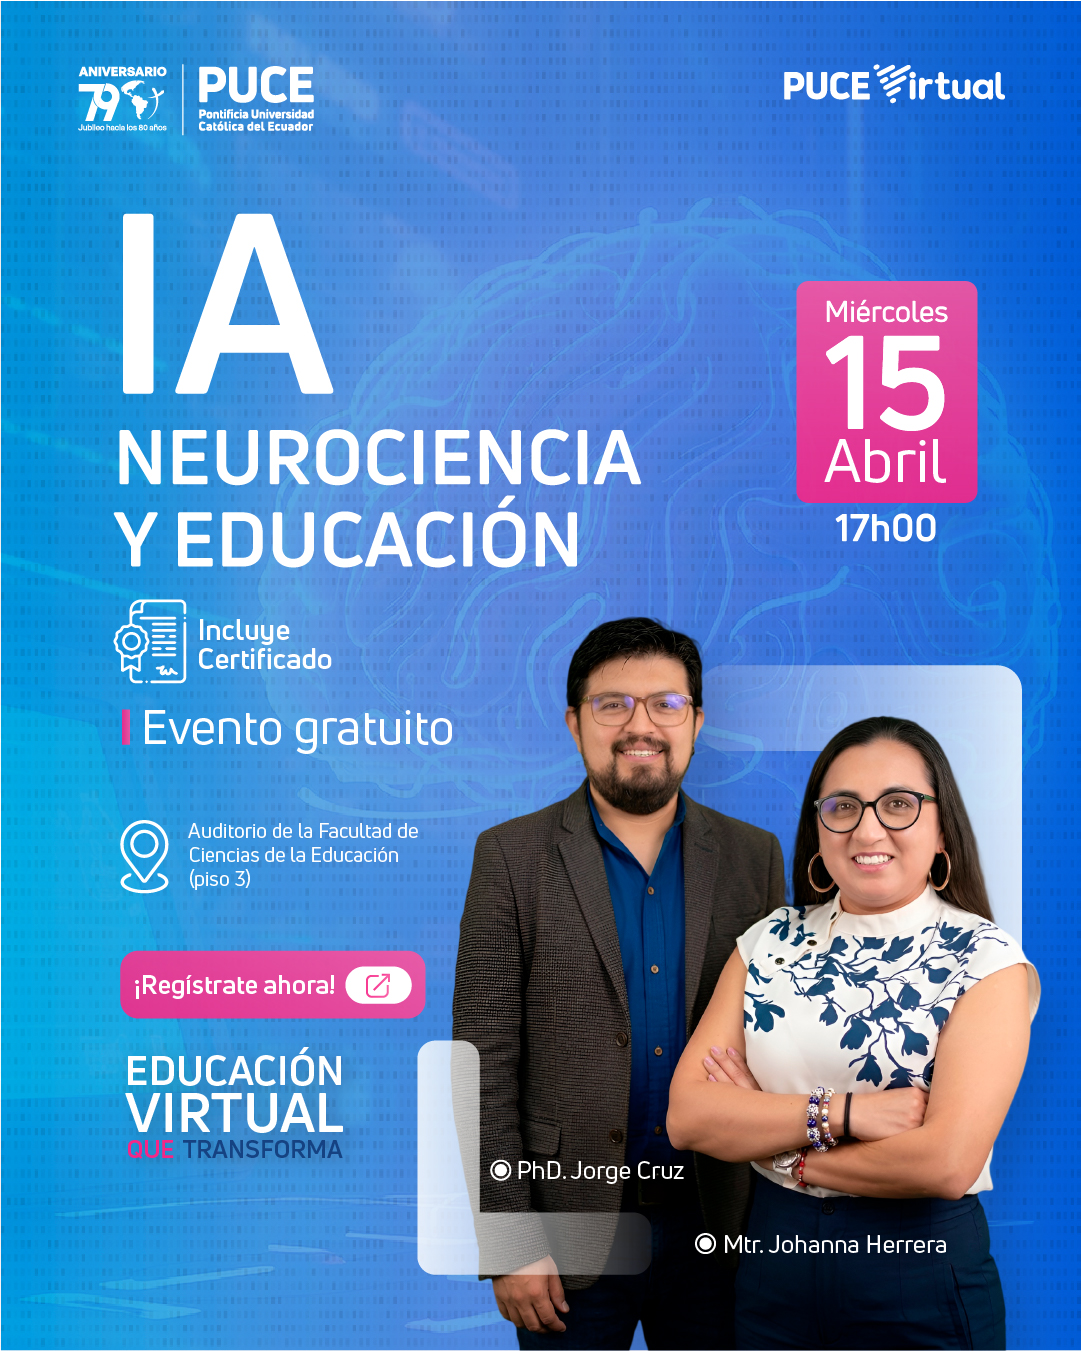 ANIVERSARIO
79
Jubileo hacia los 80 años
PUCE
Pontificia Universidad
Católica del Ecuador
PUCE Virtual
IA
NEUROCIENCIA
Y EDUCACIÓN
Miércoles
15
Abril
17h00
Incluye
Certificado
Evento gratuito
Auditorio de la Facultad de
Ciencias de la Educación
(piso 3)
¡Regístrate ahora!
EDUCACIÓN
VIRTUAL
QUE TRANSFORMA
PhD. Jorge Cruz
Mtr. Johanna Herrera